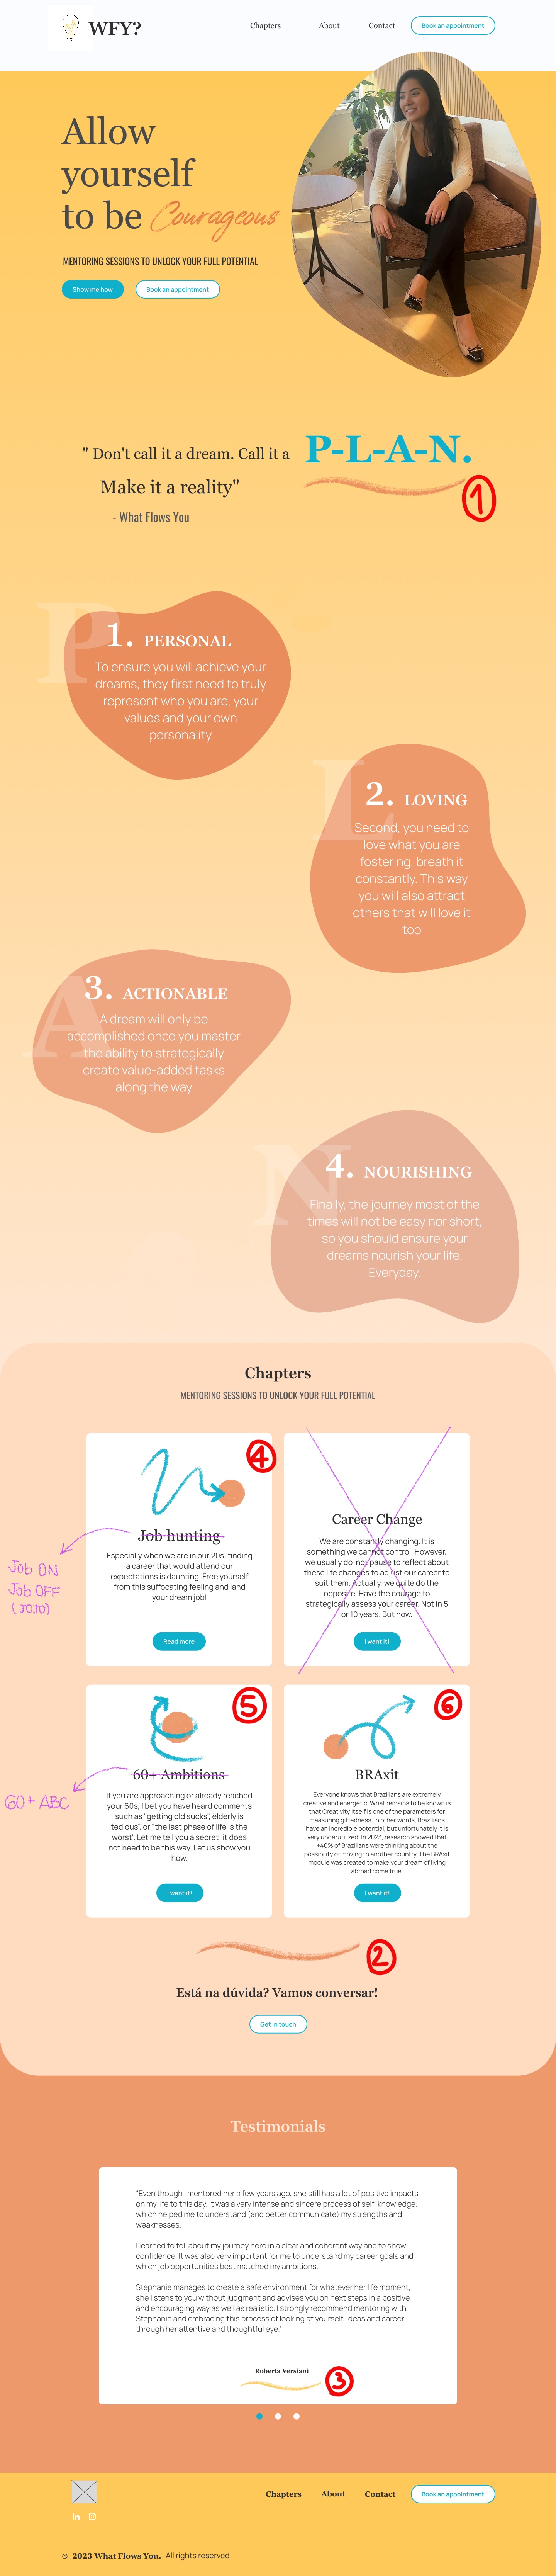 WFY?
Chapters
About
Contact
Book an appointment
Allow
yourself
to be Courageous
MENTORING SESSIONS TO UNLOCK YOUR FULL POTENTIAL
Show me how
Book an appointment
" Don't call it a dream. Call it a P-L-A-N.
Make it a reality"
- What Flows You
1
P
1. PERSONAL
To ensure you will achieve your
dreams, they first need to truly
represent who you are, your
values and your own
personality
L
2. LOVING
Second, you need to
love what you are
fostering, breath it
constantly. This way
you will also attract
others that will love it
too
A
3. ACTIONABLE
A dream will only be
accomplished once you master
the ability to strategically
create value-added tasks
along the way
N
4. NOURISHING
Finally, the journey most of the
times will not be easy nor short,
so you should ensure your
dreams nourish your life.
Everyday.
Chapters
MENTORING SESSIONS TO UNLOCK YOUR FULL POTENTIAL
4
Job hunting
Especially when we are in our 20s, finding
a career that would attend our
expectations is daunting. Free yourself
from this suffocating feeling and land
your dream job!
Read more
Job ON
Job OFF
(JOJO)
Career Change
We are constantly changing. It is
something we cannot control. However,
we usually do not pause to reflect about
these life changes and adjust our career to
suit them. Actually, we quite do the
opposite. Have the courage to
strategically assess your career. Not in 5
or 10 years. But now.
I want it!
5
60+ Ambitions
If you are approaching or already reached
your 60s, I bet you have heard comments
such as "getting old sucks", ëlderly is
tedious", or "the last phase of life is the
worst". Let me tell you a secret: it does
not need to be this way. Let us show you
how.
I want it!
60+ ABC
6
BRAxit
Everyone knows that Brazilians are extremely
creative and energetic. What remains to be known is
that Creativity itself is one of the parameters for
measuring giftedness. In other words, Brazilians
have an incredible potential, but unfortunately it is
very underutilized. In 2023, research showed that
+40% of Brazilians were thinking about the
possibility of moving to another country. The BRAxit
module was created to make your dream of living
abroad come true.
I want it!
2
Está na dúvida? Vamos conversar!
Get in touch
Testimonials
"Even though I mentored her a few years ago, she still has a lot of positive impacts
on my life to this day. It was a very intense and sincere process of self-knowledge,
which helped me to understand (and better communicate) my strengths and
weaknesses.
I learned to tell about my journey here in a clear and coherent way and to show
confidence. It was also very important for me to understand my career goals and
which job opportunities best matched my ambitions.
Stephanie manages to create a safe environment for whatever her life moment,
she listens to you without judgment and advises you on next steps in a positive
and encouraging way as well as realistic. I strongly recommend mentoring with
Stephanie and embracing this process of looking at yourself, ideas and career
through her attentive and thoughtful eye."
Roberta Versiani
3
Chapters
About
Contact
Book an appointment
in
© 2023 What Flows You. All rights reserved